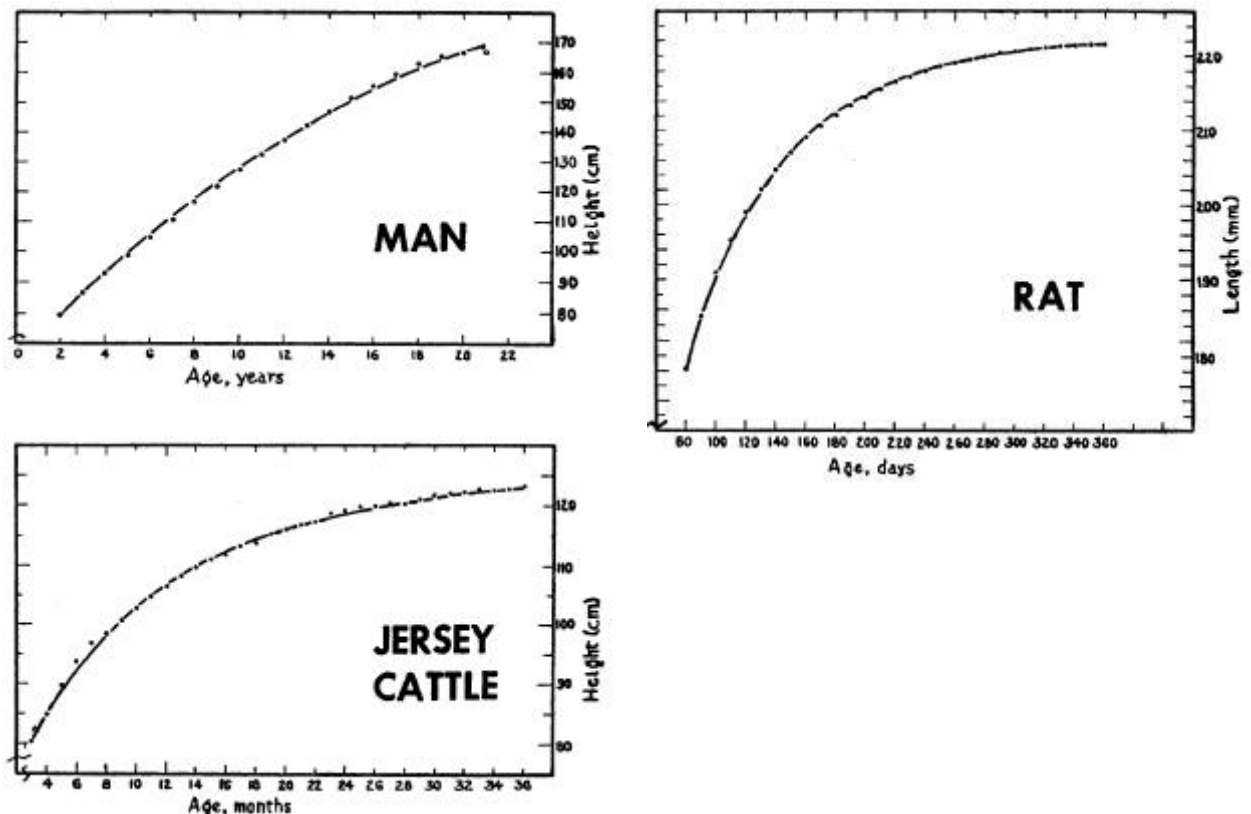 170
160
150
140
130
120
110
100
90
80
Height (cm)
MAN
0 2 4 6 8 10 12 14 16 18 20 22
Age, years
220
210
200
190
180
Length (mm)
RAT
80 100 120 140 160 180 200 220 240 260 280 300 320 340 360
Age, days
120
110
100
90
80
Height (cm)
JERSEY
CATTLE
4 6 8 10 12 14 16 18 20 22 24 26 28 30 32 34 36
Age, months